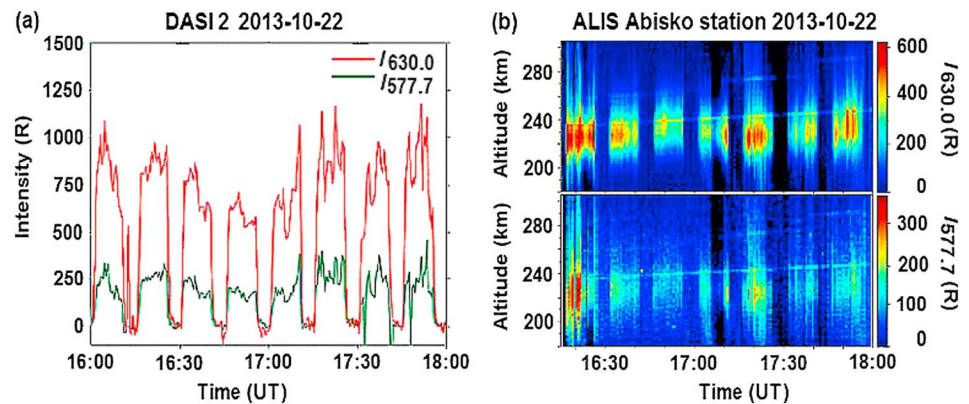 (a) DASI 2 2013-10-22
I630.0
I577.7
Intensity (R)
1500
1250
1000
750
500
250
0
16:00 16:30 17:00 17:30 18:00
Time (UT)
(b) ALIS Abisko station 2013-10-22
Altitude (km)
280
240
200
600
400
200
0
I630.0 (R)
Altitude (km)
280
240
200
300
200
100
0
I577.7 (R)
16:30 17:00 17:30 18:00
Time (UT)